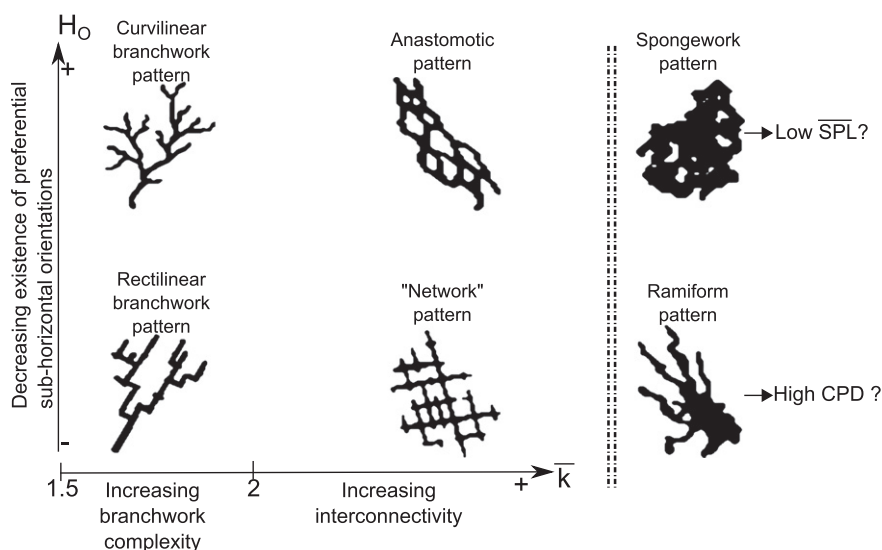 H_O
+
Curvilinear
branchwork
pattern
Anastomotic
pattern
Spongework
pattern
Low SPL?
Decreasing existence of preferential
sub-horizontal orientations
Rectilinear
branchwork
pattern
"Network"
pattern
Ramiform
pattern
High CPD ?
-
1.5
2
+
k
Increasing
branchwork
complexity
Increasing
interconnectivity